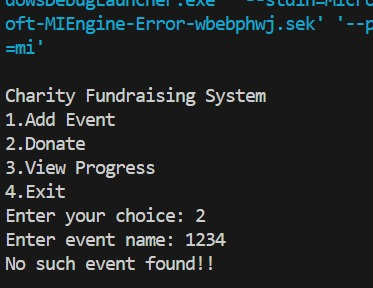 dowsDebugLauncher.exe' '--stdin=Micro
oft-MIEngine-Error-wbebphwj.sek' '--p
=mi'
Charity Fundraising System
1.Add Event
2.Donate
3.View Progress
4.Exit
Enter your choice: 2
Enter event name: 1234
No such event found!!